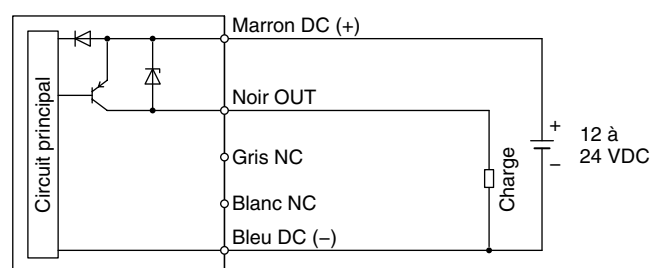 Circuit principal
Marron DC (+)
Noir OUT
Gris NC
Blanc NC
Bleu DC (−)
Charge
+
−
12 à
24 VDC